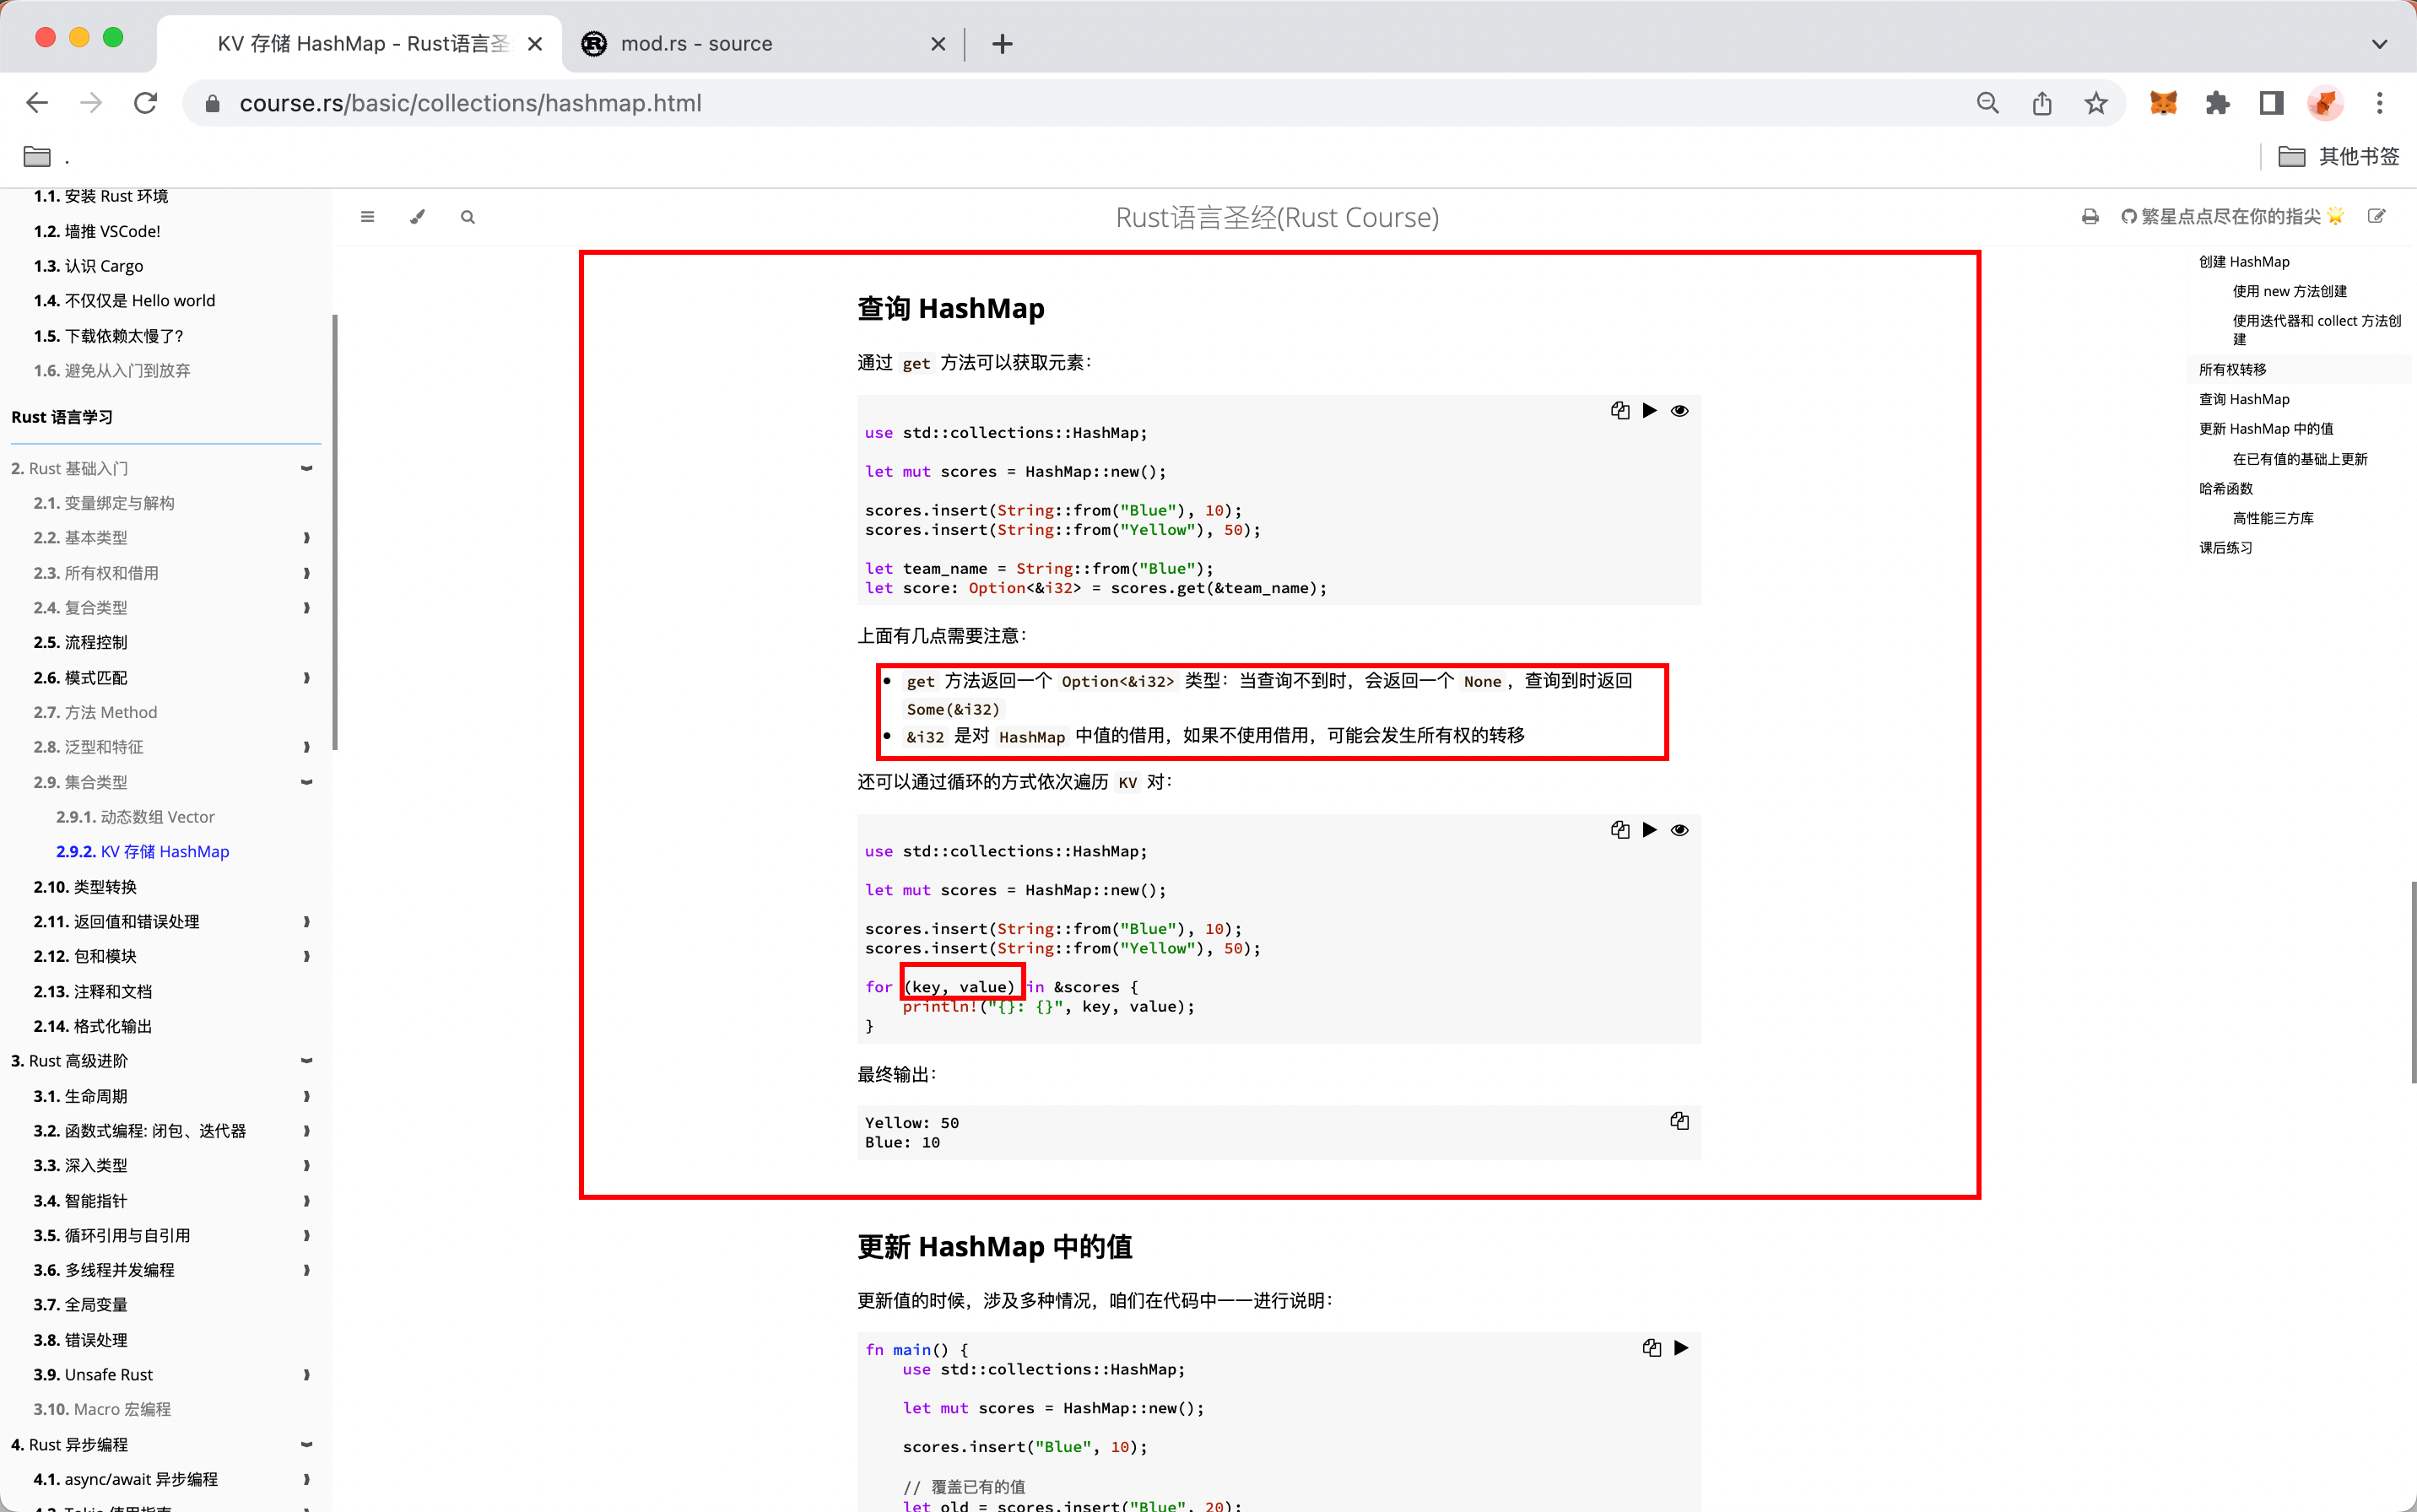 KV 存储 HashMap - Rust语言圣
mod.rs - source
course.rs/basic/collections/hashmap.html
.
其他书签
1.1. 安装 Rust 环境
1.2. 墙推 VSCode!
1.3. 认识 Cargo
1.4. 不仅仅是 Hello world
1.5. 下载依赖太慢了？
1.6. 避免从入门到放弃
Rust 语言学习
2. Rust 基础入门
2.1. 变量绑定与解构
2.2. 基本类型
2.3. 所有权和借用
2.4. 复合类型
2.5. 流程控制
2.6. 模式匹配
2.7. 方法 Method
2.8. 泛型和特征
2.9. 集合类型
2.9.1. 动态数组 Vector
2.9.2. KV 存储 HashMap
2.10. 类型转换
2.11. 返回值和错误处理
2.12. 包和模块
2.13. 注释和文档
2.14. 格式化输出
3. Rust 高级进阶
3.1. 生命周期
3.2. 函数式编程: 闭包、迭代器
3.3. 深入类型
3.4. 智能指针
3.5. 循环引用与自引用
3.6. 多线程并发编程
3.7. 全局变量
3.8. 错误处理
3.9. Unsafe Rust
3.10. Macro 宏编程
4. Rust 异步编程
4.1. async/await 异步编程
4.2. Tokio 使用指南
Rust语言圣经(Rust Course)
繁星点点尽在你的指尖 🌟
查询 HashMap
通过 get 方法可以获取元素：
use std::collections::HashMap;
let mut scores = HashMap::new();
scores.insert(String::from("Blue"), 10);
scores.insert(String::from("Yellow"), 50);
let team_name = String::from("Blue");
let score: Option<&i32> = scores.get(&team_name);
上面有几点需要注意：
• get 方法返回一个 Option<&i32> 类型：当查询不到时，会返回一个 None，查询到时返回
Some(&i32)
• &i32 是对 HashMap 中值的借用，如果不使用借用，可能会发生所有权的转移
还可以通过循环的方式依次遍历 KV 对：
use std::collections::HashMap;
let mut scores = HashMap::new();
scores.insert(String::from("Blue"), 10);
scores.insert(String::from("Yellow"), 50);
for (key, value) in &scores {
println!("{}: {}", key, value);
}
最终输出：
Yellow: 50
Blue: 10
更新 HashMap 中的值
更新值的时候，涉及多种情况，咱们在代码中一一进行说明：
fn main() {
use std::collections::HashMap;
let mut scores = HashMap::new();
scores.insert("Blue", 10);
// 覆盖已有的值
let old = scores.insert("Blue", 20);
创建 HashMap
使用 new 方法创建
使用迭代器和 collect 方法创
建
所有权转移
查询 HashMap
更新 HashMap 中的值
在已有值的基础上更新
哈希函数
高性能三方库
课后练习